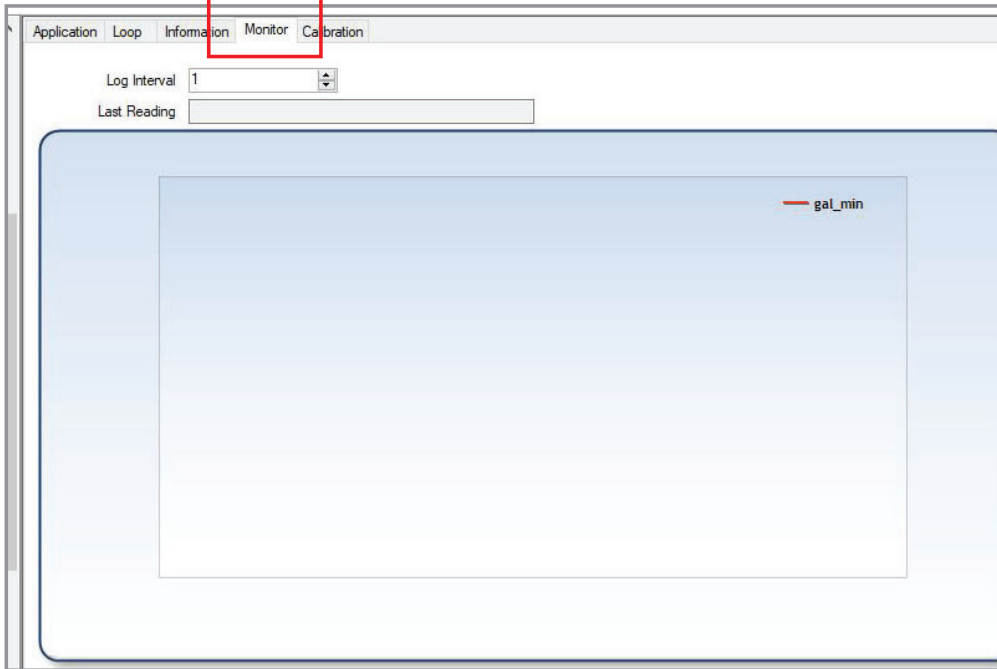 Application Loop Information Monitor Calibration
Log Interval 1
Last Reading
gal_min